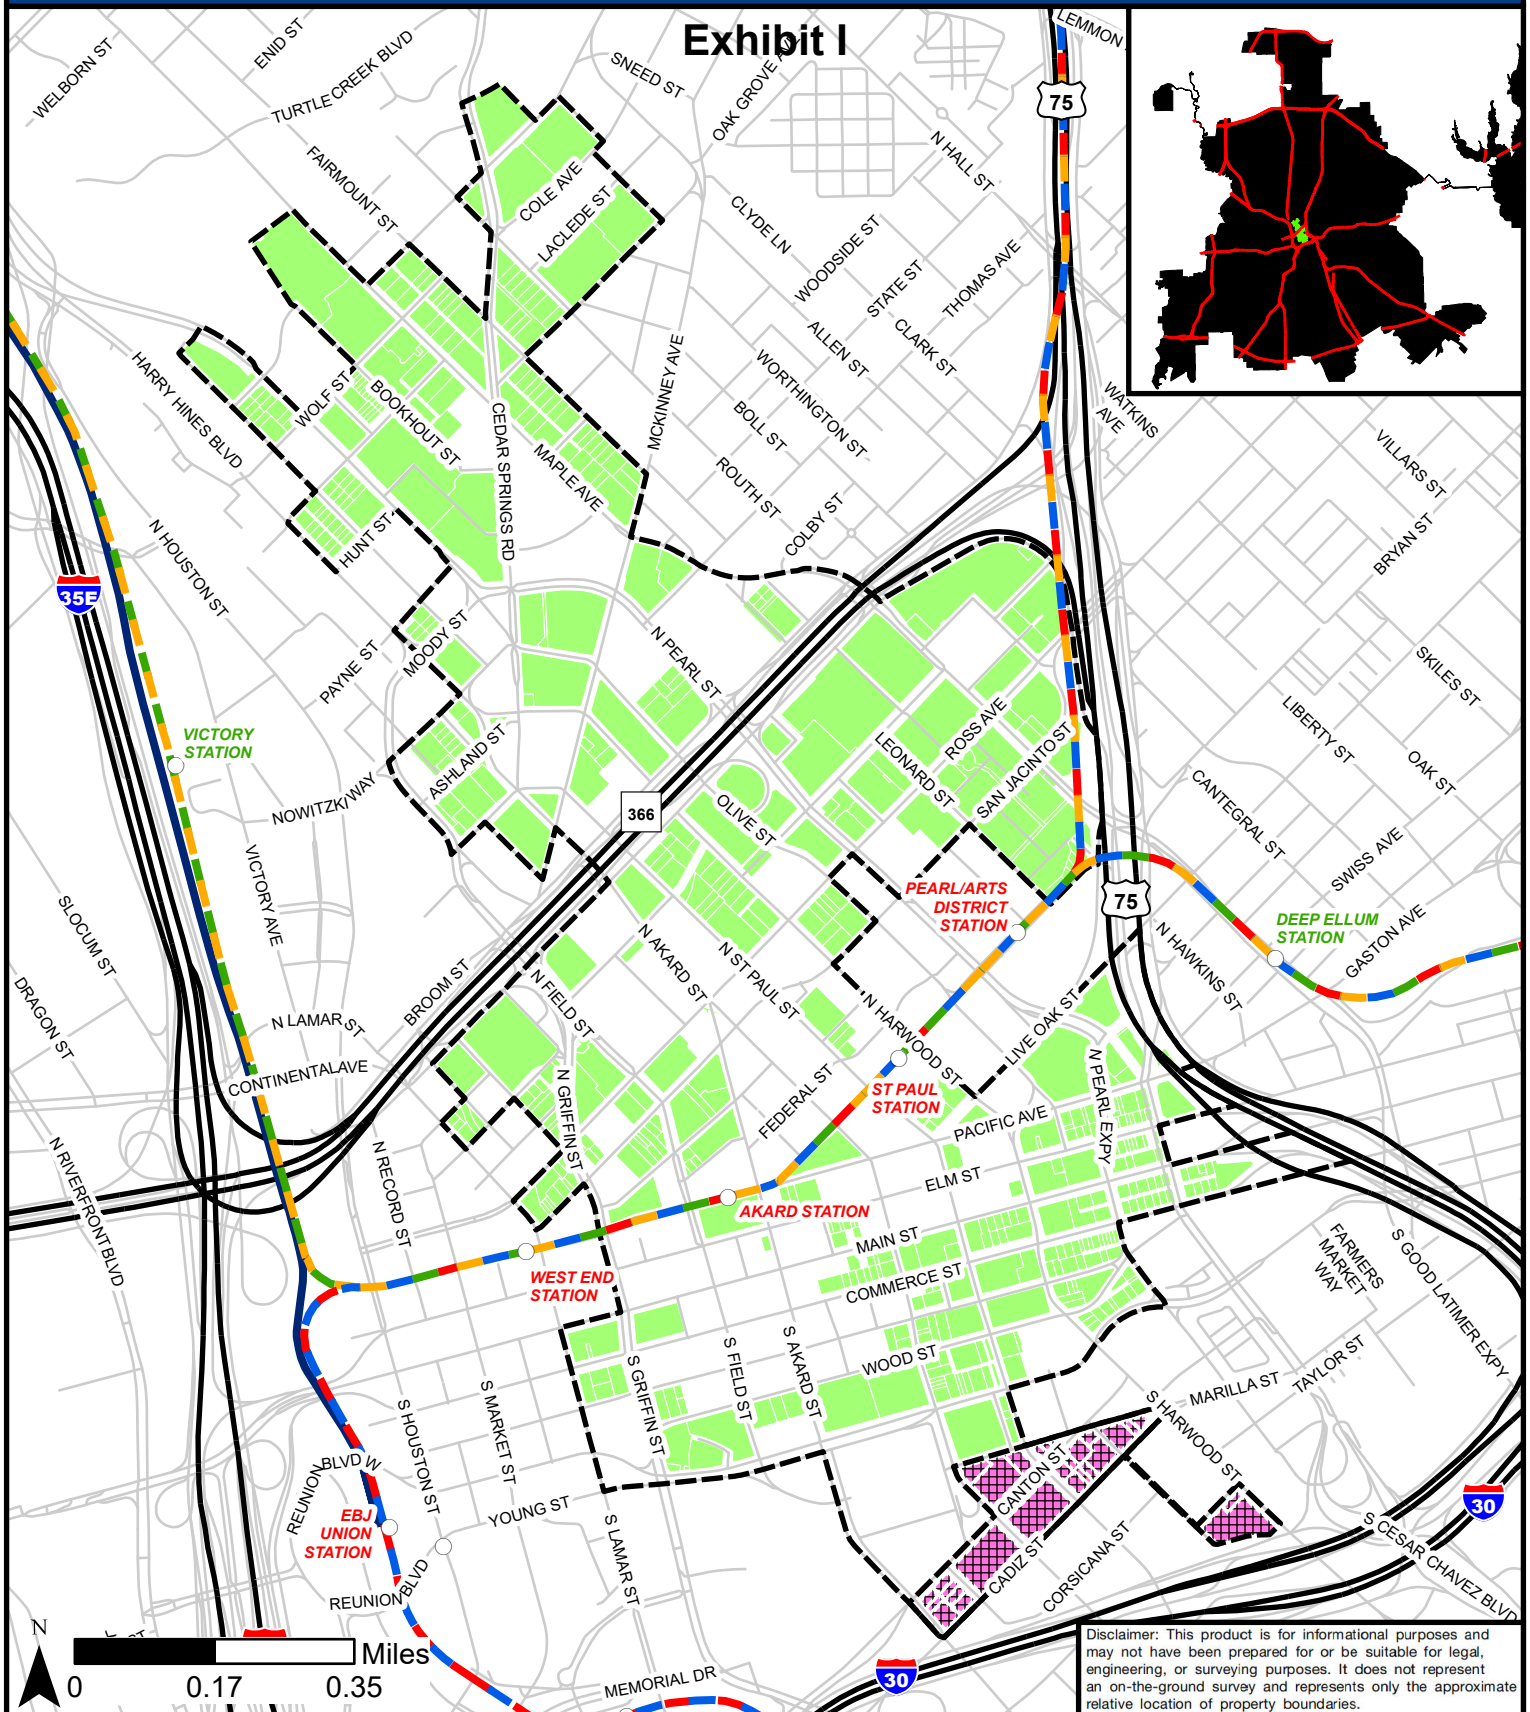 Exhibit I
LEMMON
WELBORN ST
ENID ST
TURTLE CREEK BLVD
SNEED ST
OAK GROVE AVE
75
N HALL ST
FAIRMOUNT ST
COLE AVE
LACLEDE ST
CLYDE LN
WOODSIDE ST
STATE ST
THOMAS AVE
ALLEN ST
CLARK ST
HARRY HINES BLVD
WOLF ST
BOOKHOUT ST
CEDAR SPRINGS RD
MAPLE AVE
MCKINNEY AVE
WORTHINGTON ST
BOLL ST
ROUTH ST
COLBY ST
WATKINS
AVE
VILLARS ST
BRYAN ST
HUNT ST
N HOUSTON ST
35E
MOODY ST
PAYNE ST
N PEARL ST
SKILES ST
LIBERTY ST
OAK ST
VICTORY
STATION
ASHLAND ST
NOWITZKI WAY
ROSS AVE
LEONARD ST
SAN JACINTO ST
366
OLIVE ST
CANTEGRAL ST
SWISS AVE
VICTORY AVE
SLOCUM ST
DRAGON ST
PEARL/ARTS
DISTRICT
STATION
75
DEEP ELLUM
STATION
GASTON AVE
N HAWKINS ST
N AKARD ST
N ST PAUL ST
BROOM ST
N FIELD ST
N HARWOOD ST
LIVE OAK ST
N LAMAR ST
CONTINENTAL AVE
N GRIFFIN ST
FEDERAL ST
ST PAUL
STATION
PACIFIC AVE
N PEARL EXPY
N RIVERFRONT BLVD
N RECORD ST
ELM ST
AKARD STATION
MAIN ST
COMMERCE ST
WEST END
STATION
FARMERS
MARKET
WAY
S GOOD LATIMER EXPY
S GRIFFIN ST
S FIELD ST
S AKARD ST
WOOD ST
TAYLOR ST
MARILLA ST
S HARWOOD ST
S MARKET ST
S HOUSTON ST
REUNION BLVD W
CANTON ST
YOUNG ST
EBJ
UNION
STATION
S LAMAR ST
CADIZ ST
CORSICANA ST
30
S CESAR CHAVEZ BLVD
REUNION BLVD
N
Miles
0 0.17 0.35
MEMORIAL DR
30
Disclaimer: This product is for informational purposes and
may not have been prepared for or be suitable for legal,
engineering, or surveying purposes. It does not represent
an on-the-ground survey and represents only the approximate
relative location of property boundaries.